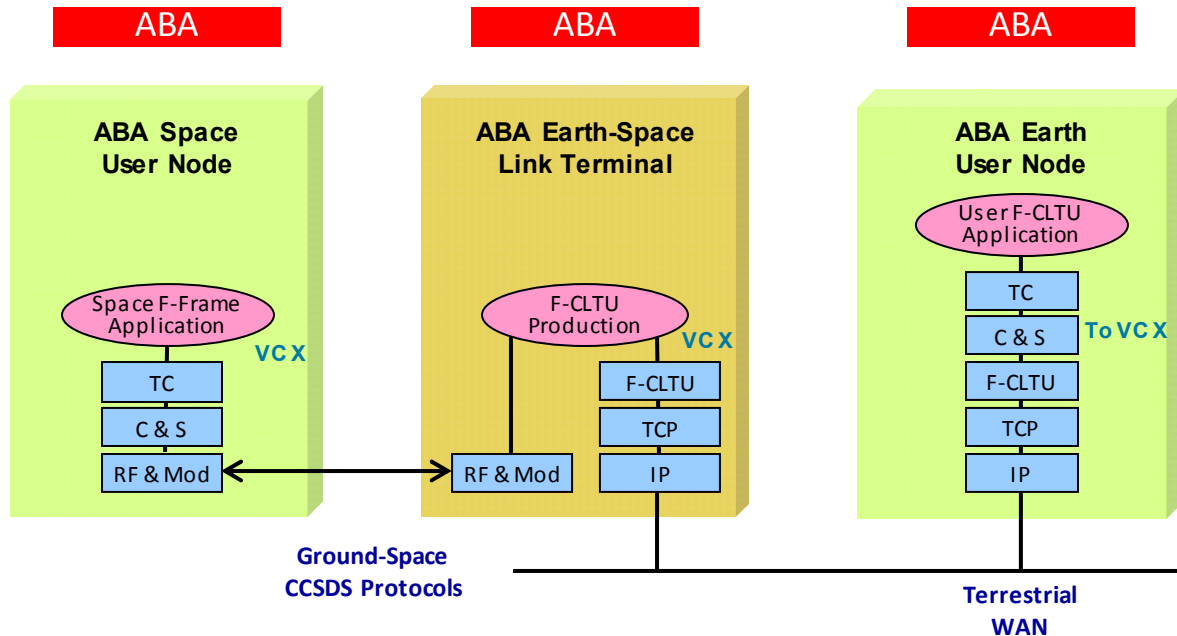 ABA
ABA
ABA
ABA Space
User Node
Space F-Frame
Application
VC X
TC
C & S
RF & Mod
ABA Earth-Space
Link Terminal
F-CLTU
Production
VC X
F-CLTU
TCP
IP
RF & Mod
ABA Earth
User Node
User F-CLTU
Application
TC
C & S
To VC X
F-CLTU
TCP
IP
Ground-Space
CCSDS Protocols
Terrestrial
WAN